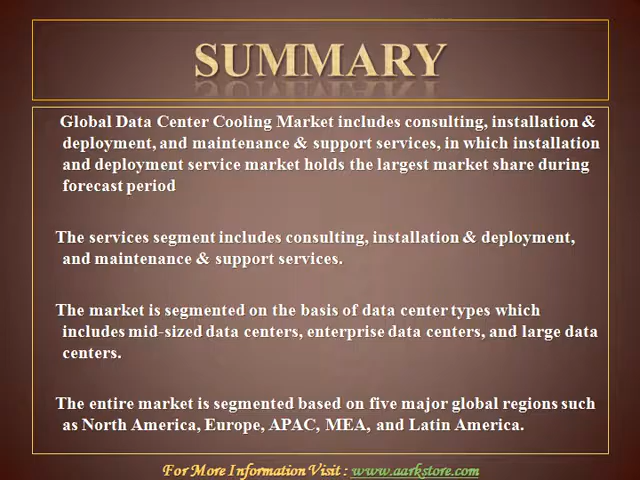 SUMMARY
Global Data Center Cooling Market includes consulting, installation &
deployment, and maintenance & support services, in which installation
and deployment service market holds the largest market share during
forecast period
The services segment includes consulting, installation & deployment,
and maintenance & support services.
The market is segmented on the basis of data center types which
includes mid-sized data centers, enterprise data centers, and large data
centers.
The entire market is segmented based on five major global regions such
as North America, Europe, APAC, MEA, and Latin America.
For More Information Visit : www.aarkstore.com